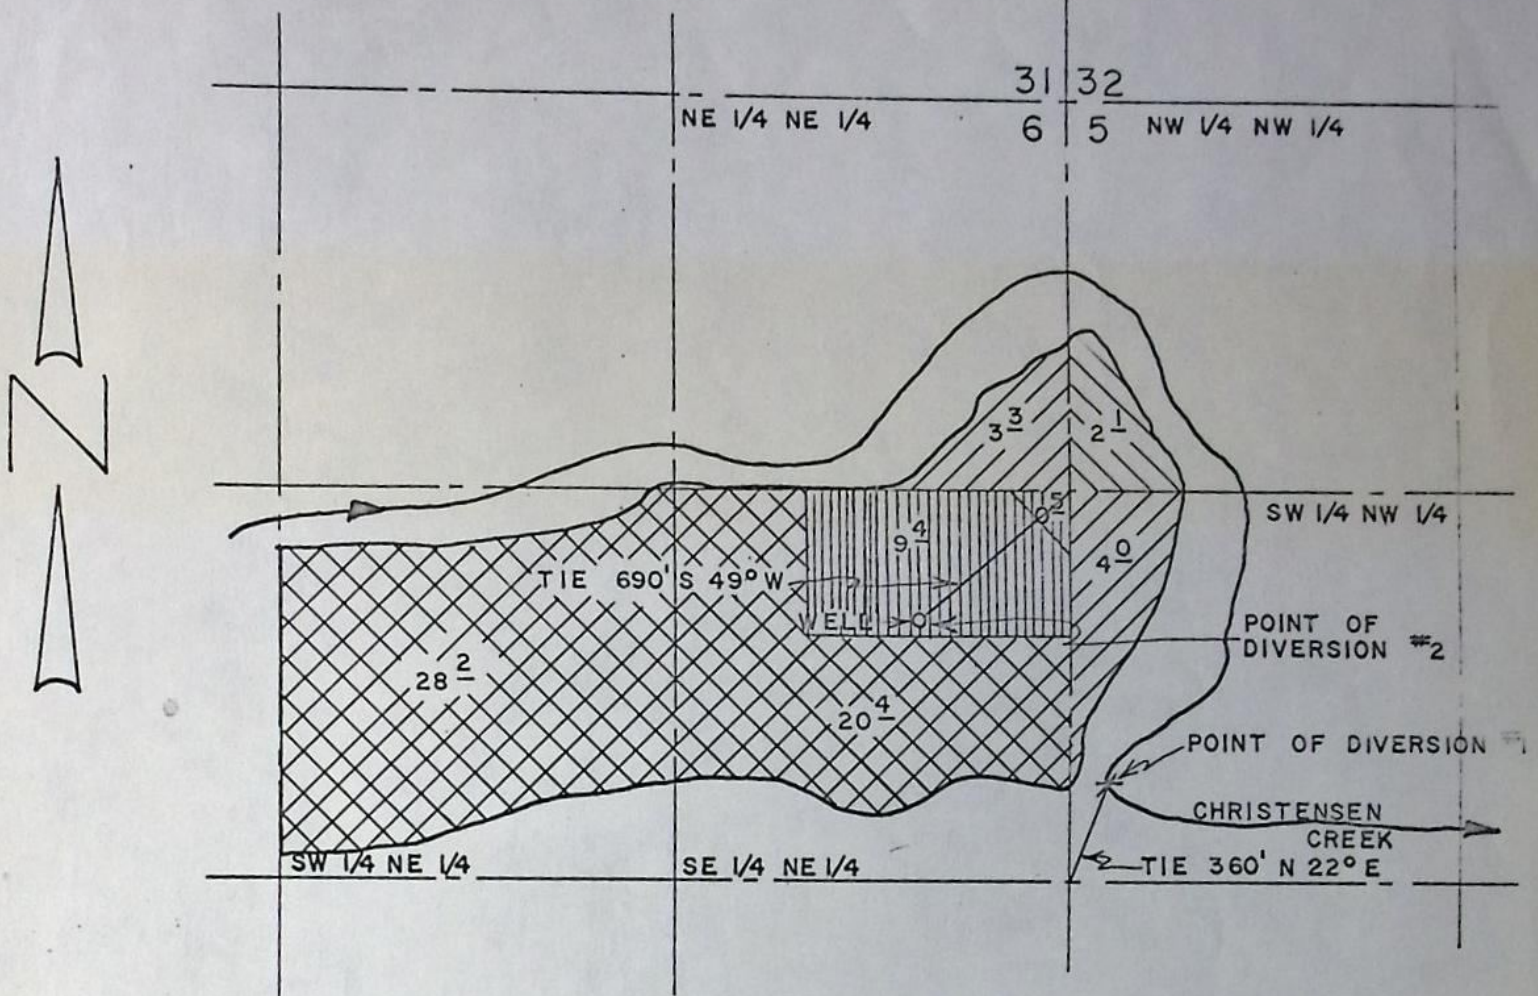 31 32
NE 1/4 NE 1/4
6 5 NW 1/4 NW 1/4
N
3 3
2 1
5
SW 1/4 NW 1/4
9 4
4 0
TIE 690' S 49° W
WELL
POINT OF
DIVERSION #2
28 2
20 4
POINT OF DIVERSION
CHRISTENSEN
CREEK
SW 1/4 NE 1/4
SE 1/4 NE 1/4
TIE 360' N 22° E